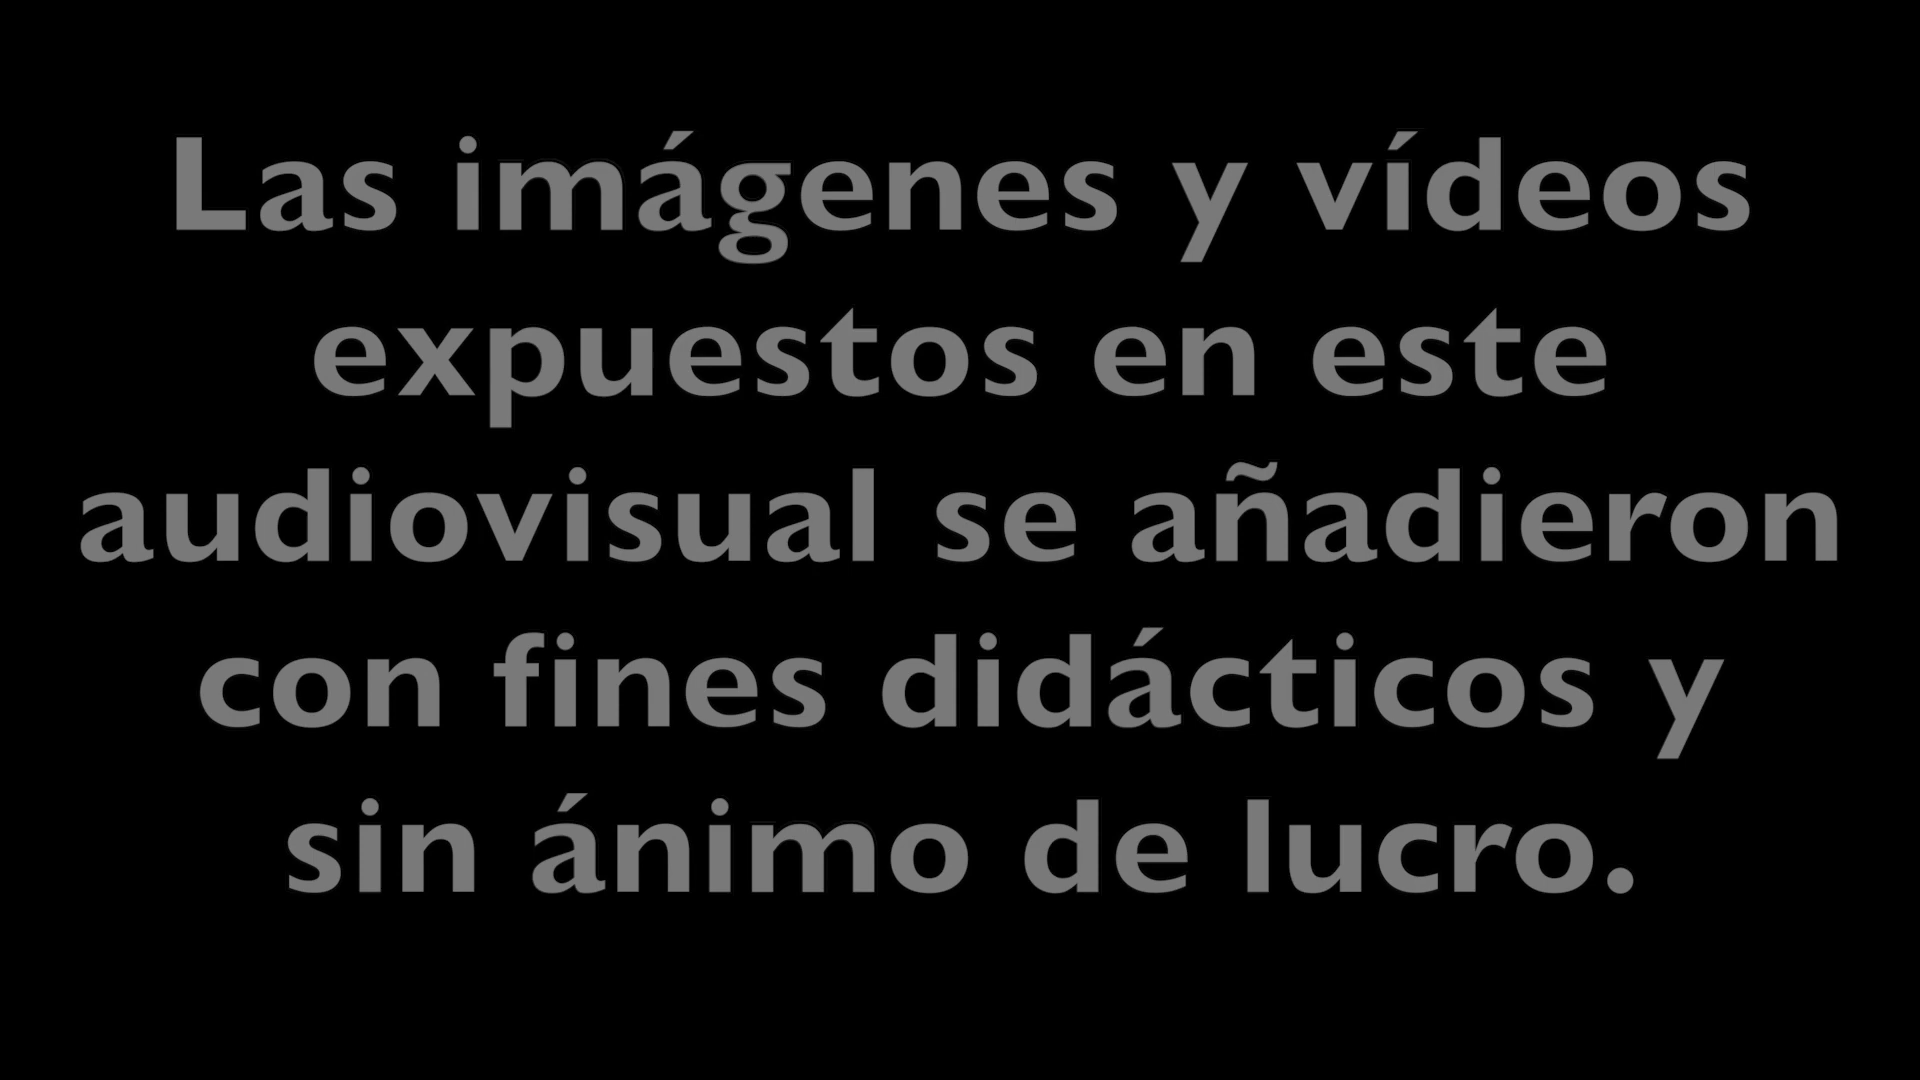 Las imágenes y vídeos
expuestos en este
audiovisual se añadieron
con fines didácticos y
sin ánimo de lucro.